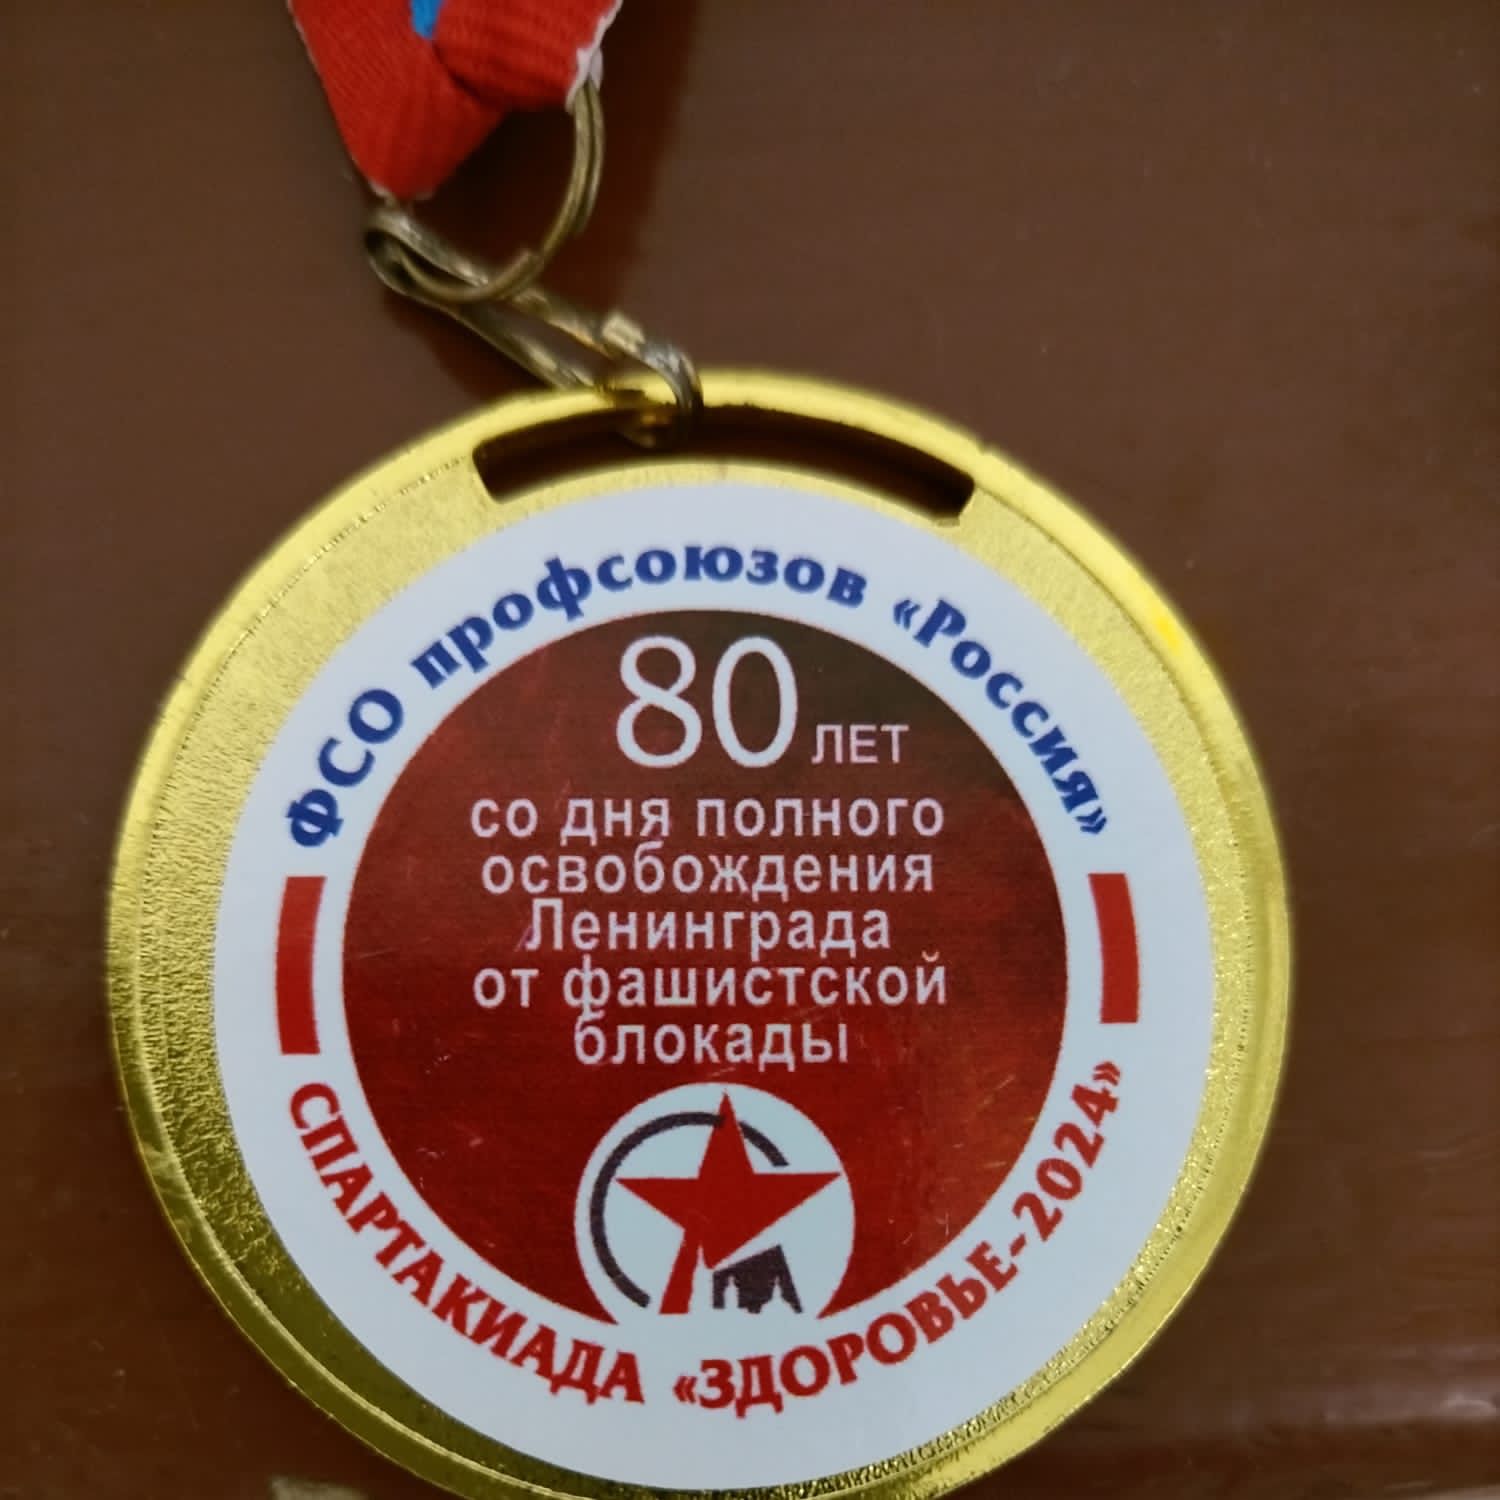 ФСО профсоюзов «Россия»
80 ЛЕТ
со дня полного
освобождения
Ленинграда
от фашистской
блокады
СПАРТАКИАДА «ЗДОРОВЬЕ-2024»